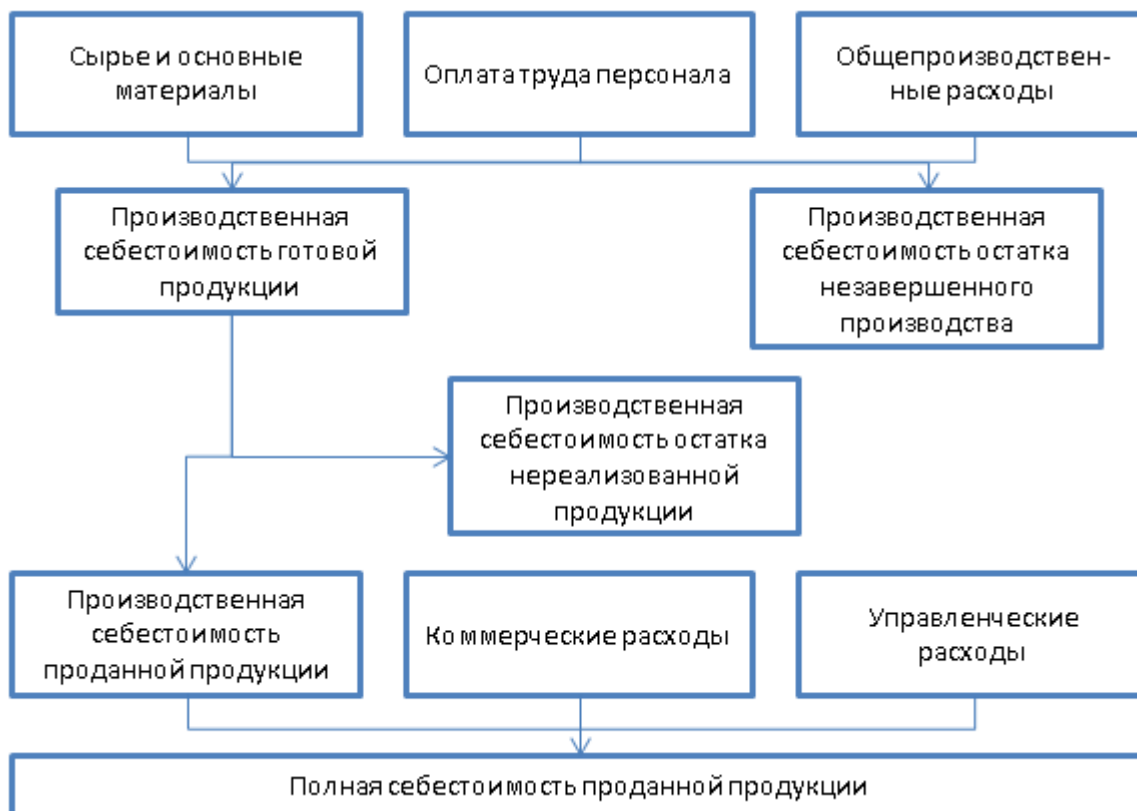 Сырье и основные
материалы
Оплата труда персонала
Общепроизводствен-
ные расходы
Производственная
себестоимость готовой
продукции
Производственная
себестоимость остатка
незавершенного
производства
Производственная
себестоимость остатка
нереализованной
продукции
Производственная
себестоимость
проданной продукции
Коммерческие расходы
Управленческие
расходы
Полная себестоимость проданной продукции